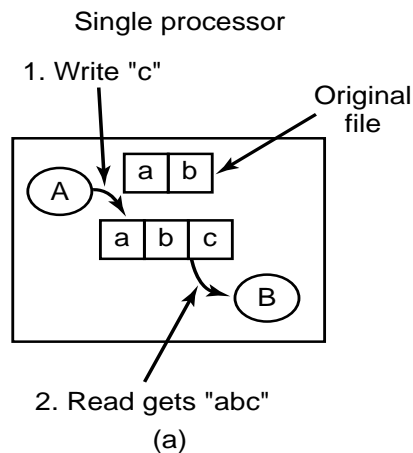 Single processor
1. Write "c"
Original
file
a b
A
a b c
B
2. Read gets "abc"
(a)